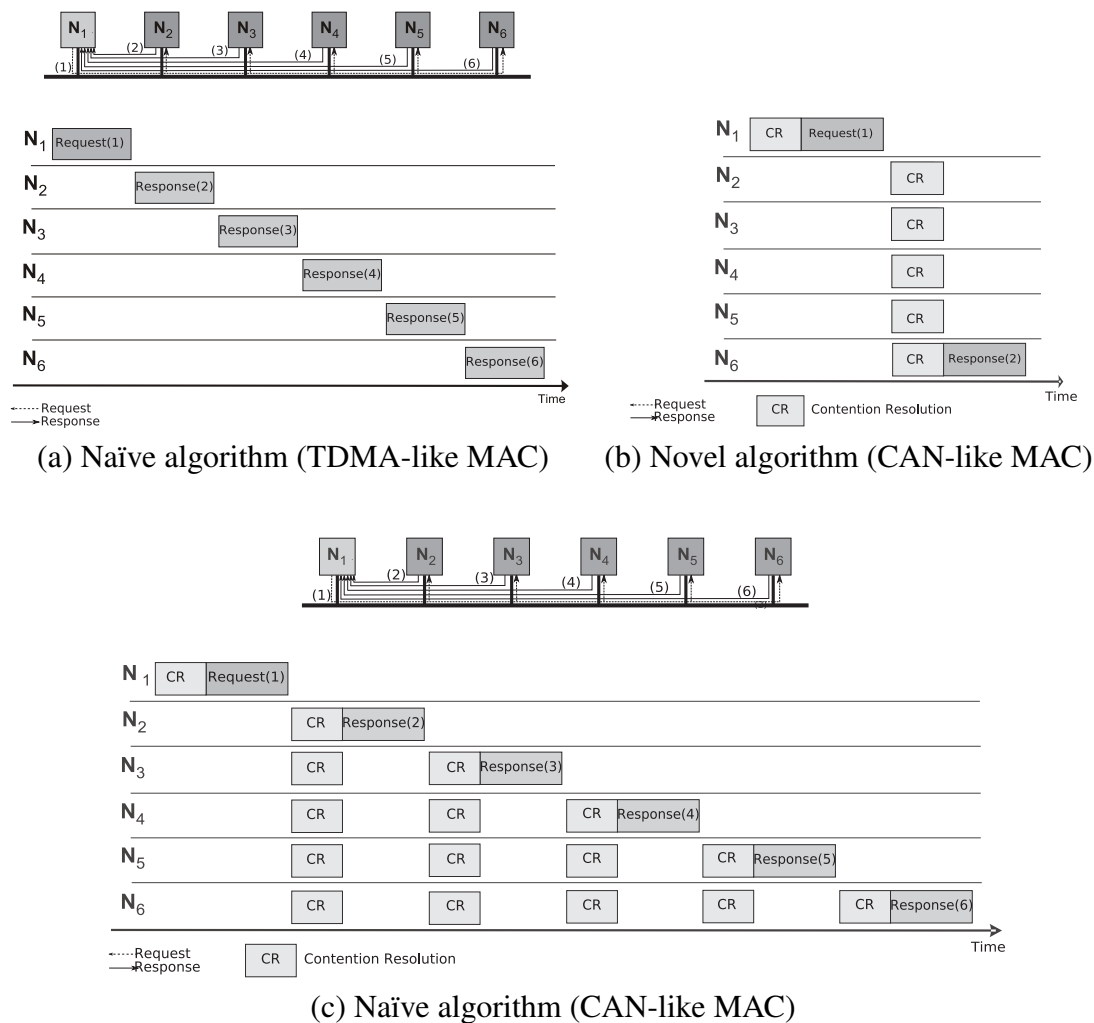 N1 N2 N3 N4 N5 N6
(1) (2) (3) (4) (5) (6)
N1 Request(1)
N2 Response(2)
N3 Response(3)
N4 Response(4)
N5 Response(5)
N6 Response(6)
Time
Request
Response
(a) Naïve algorithm (TDMA-like MAC)
N1 CR Request(1)
N2 CR
N3 CR
N4 CR
N5 CR
N6 CR Response(2)
Time
Request
Response
CR Contention Resolution
(b) Novel algorithm (CAN-like MAC)
N1 N2 N3 N4 N5 N6
(1) (2) (3) (4) (5) (6)
N1 CR Request(1)
N2 CR Response(2)
N3 CR CR Response(3)
N4 CR CR CR Response(4)
N5 CR CR CR CR Response(5)
N6 CR CR CR CR CR Response(6)
Time
Request
Response
CR Contention Resolution
(c) Naïve algorithm (CAN-like MAC)